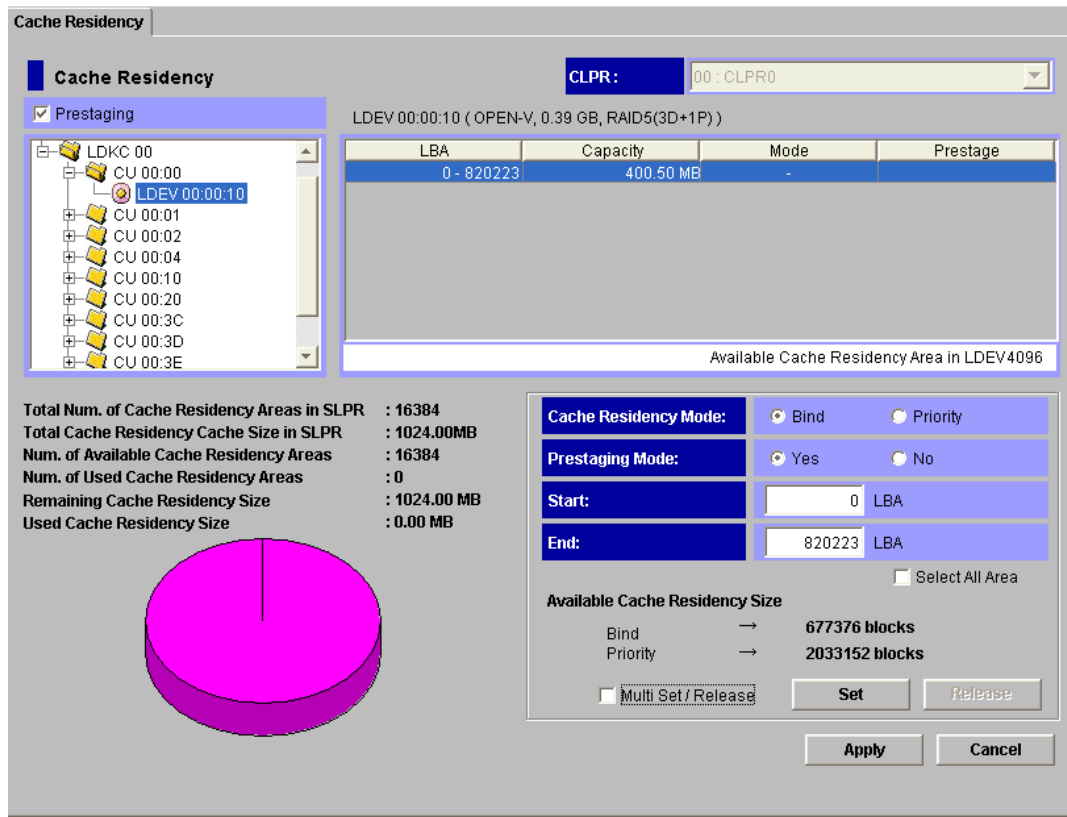 Cache Residency
Cache Residency
CLPR : 00 : CLPR0
Prestaging
LDEV 00:00:10 ( OPEN-V, 0.39 GB, RAID5(3D+1P) )
LDKC 00
CU 00:00
LDEV 00:00:10
CU 00:01
CU 00:02
CU 00:04
CU 00:10
CU 00:20
CU 00:3C
CU 00:3D
CU 00:3E
LBA Capacity Mode Prestage
0 - 820223 400.50 MB -
Available Cache Residency Area in LDEV4096
Total Num. of Cache Residency Areas in SLPR : 16384
Total Cache Residency Cache Size in SLPR : 1024.00MB
Num. of Available Cache Residency Areas : 16384
Num. of Used Cache Residency Areas : 0
Remaining Cache Residency Size : 1024.00 MB
Used Cache Residency Size : 0.00 MB
Cache Residency Mode: Bind Priority
Prestaging Mode: Yes No
Start: 0 LBA
End: 820223 LBA
Select All Area
Available Cache Residency Size
Bind → 677376 blocks
Priority → 2033152 blocks
Multi Set / Release Set Release
Apply Cancel